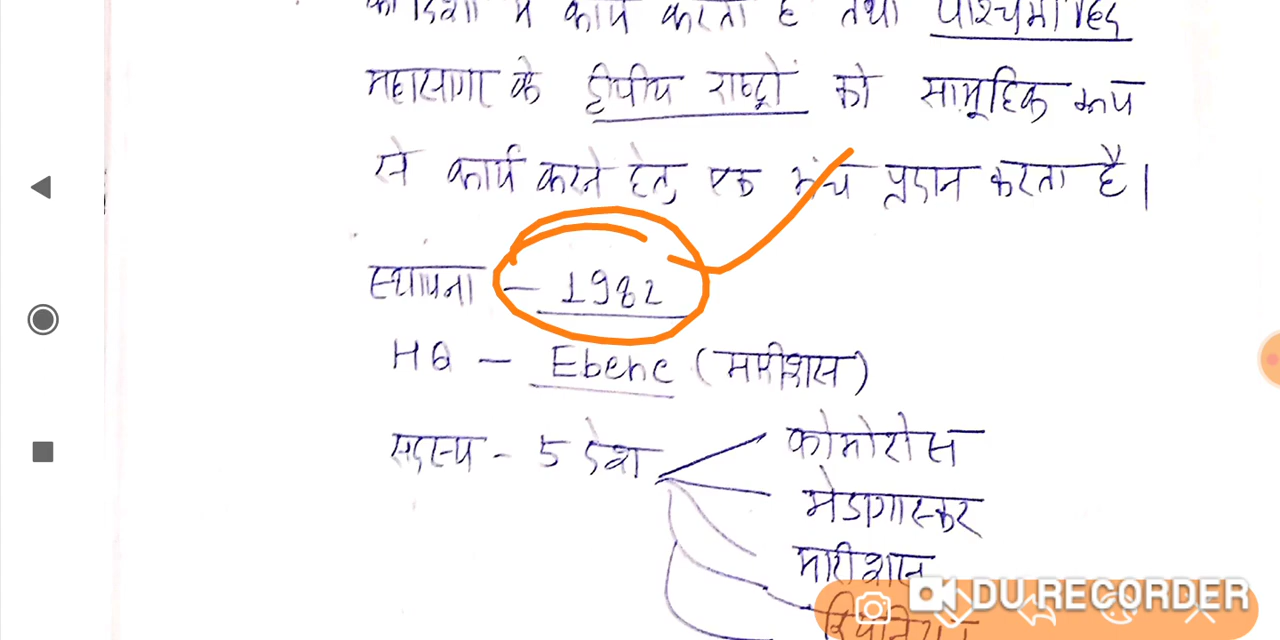 की दिशा में कार्य करता है तथा पश्चिमी हिंद
महासागर के द्वीपीय राष्ट्रों को सामूहिक रूप
से कार्य करने हेतु एक मंच प्रदान करता है।
स्थापना - 1982
HQ - Ebene (मारीशस)
सदस्य - 5 देश
कोमोरोस
मेडागास्कर
मारीशस
DU RECORDER